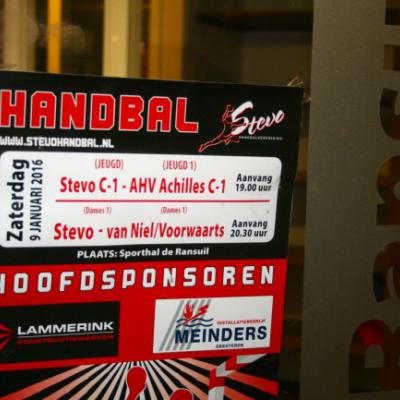 HANDBAL
Stevo
HANDBALVERENIGING
WWW.STEVOHANDBAL.NL
Zaterdag
9 JANUARI 2016
(JEUGD) (JEUGD 1)
Stevo C-1 - AHV Achilles C-1 Aanvang 19.00 uur
(Dames 1) (Dames 1)
Stevo - van Niel/Voorwaarts Aanvang 20.30 uur
PLAATS: Sporthal de Ransuil
HOOFDSPONSOREN
LAMMERINK
CONSTRUCTIEWERKEN
INSTALLATIEBEDRIJF
MEINDERS
GEESTEREN
Ransuil